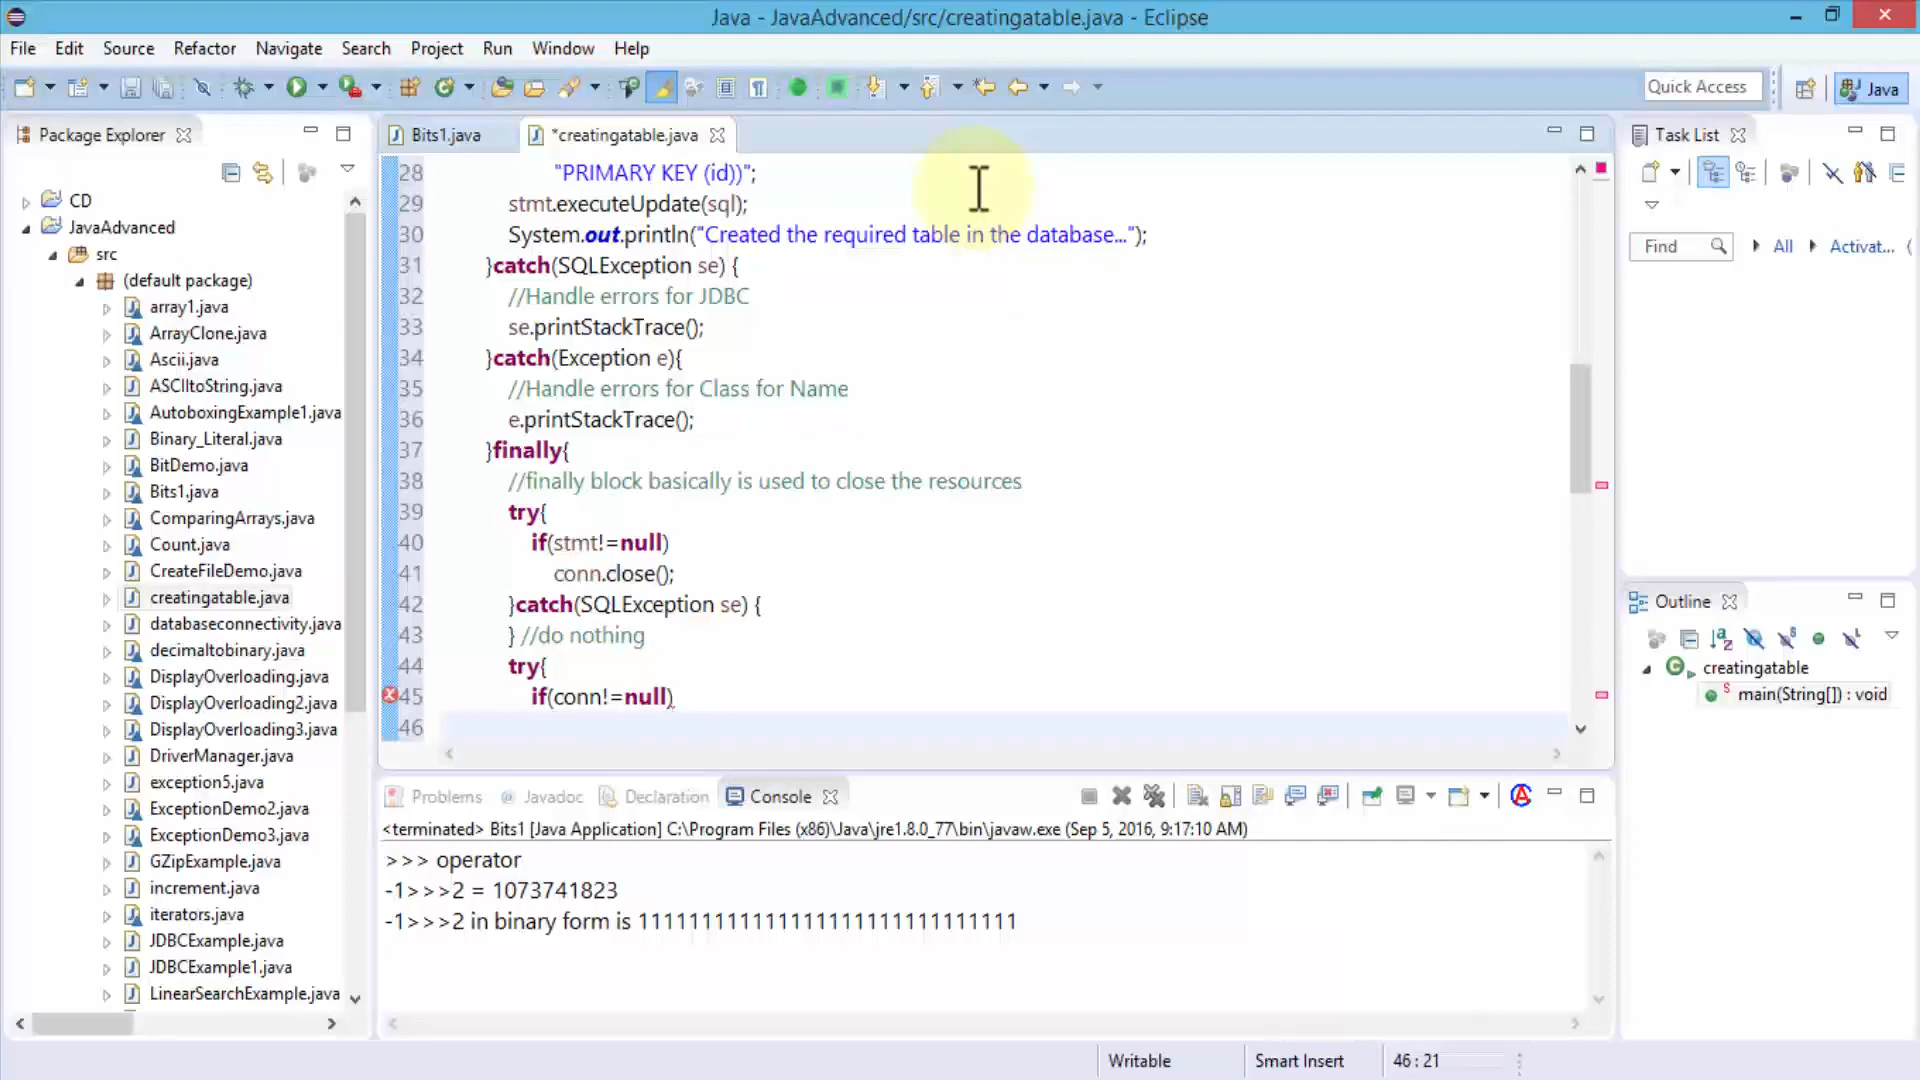 Java - JavaAdvanced/src/creatingatable.java - Eclipse
File Edit Source Refactor Navigate Search Project Run Window Help
Quick Access
Java
Package Explorer
CD
JavaAdvanced
src
(default package)
array1.java
ArrayClone.java
Ascii.java
ASCIItoString.java
AutoboxingExample1.java
Binary_Literal.java
BitDemo.java
Bits1.java
ComparingArrays.java
Count.java
CreateFileDemo.java
creatingatable.java
databaseconnectivity.java
decimaltobinary.java
DisplayOverloading.java
DisplayOverloading2.java
DisplayOverloading3.java
DriverManager.java
exception5.java
ExceptionDemo2.java
ExceptionDemo3.java
GZipExample.java
increment.java
iterators.java
JDBCExample.java
JDBCExample1.java
LinearSearchExample.java
Bits1.java
*creatingatable.java
28 "PRIMARY KEY (id))";
29 stmt.executeUpdate(sql);
30 System.out.println("Created the required table in the database...");
31 }catch(SQLException se) {
32 //Handle errors for JDBC
33 se.printStackTrace();
34 }catch(Exception e){
35 //Handle errors for Class for Name
36 e.printStackTrace();
37 }finally{
38 //finally block basically is used to close the resources
39 try{
40 if(stmt!=null)
41 conn.close();
42 }catch(SQLException se) {
43 } //do nothing
44 try{
45 if(conn!=null)
46
Problems Javadoc Declaration Console
<terminated> Bits1 [Java Application] C:\Program Files (x86)\Java\jre1.8.0_77\bin\javaw.exe (Sep 5, 2016, 9:17:10 AM)
>>> operator
-1>>>2 = 1073741823
-1>>>2 in binary form is 111111111111111111111111111111
Task List
Find All Activat...
Outline
creatingatable
main(String[]) : void
Writable Smart Insert 46 : 21